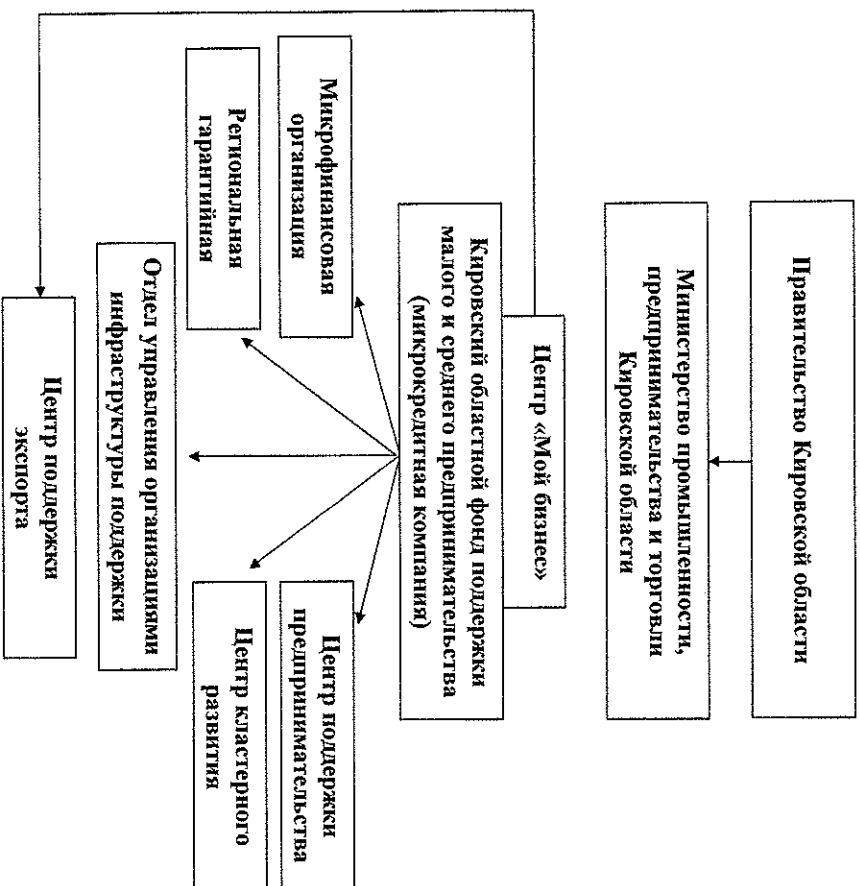 Правительство Кировской области
Министерство промышленности,
предпринимательства и торговли
Кировской области
Центр «Мой бизнес»
Кировский областной фонд поддержки
малого и среднего предпринимательства
(микрокредитная компания)
Микрофинансовая
организация
Центр поддержки
предпринимательства
Региональная
гарантийная
Центр кластерного
развития
Отдел управления организациями
инфраструктуры поддержки
Центр поддержки
экспорта